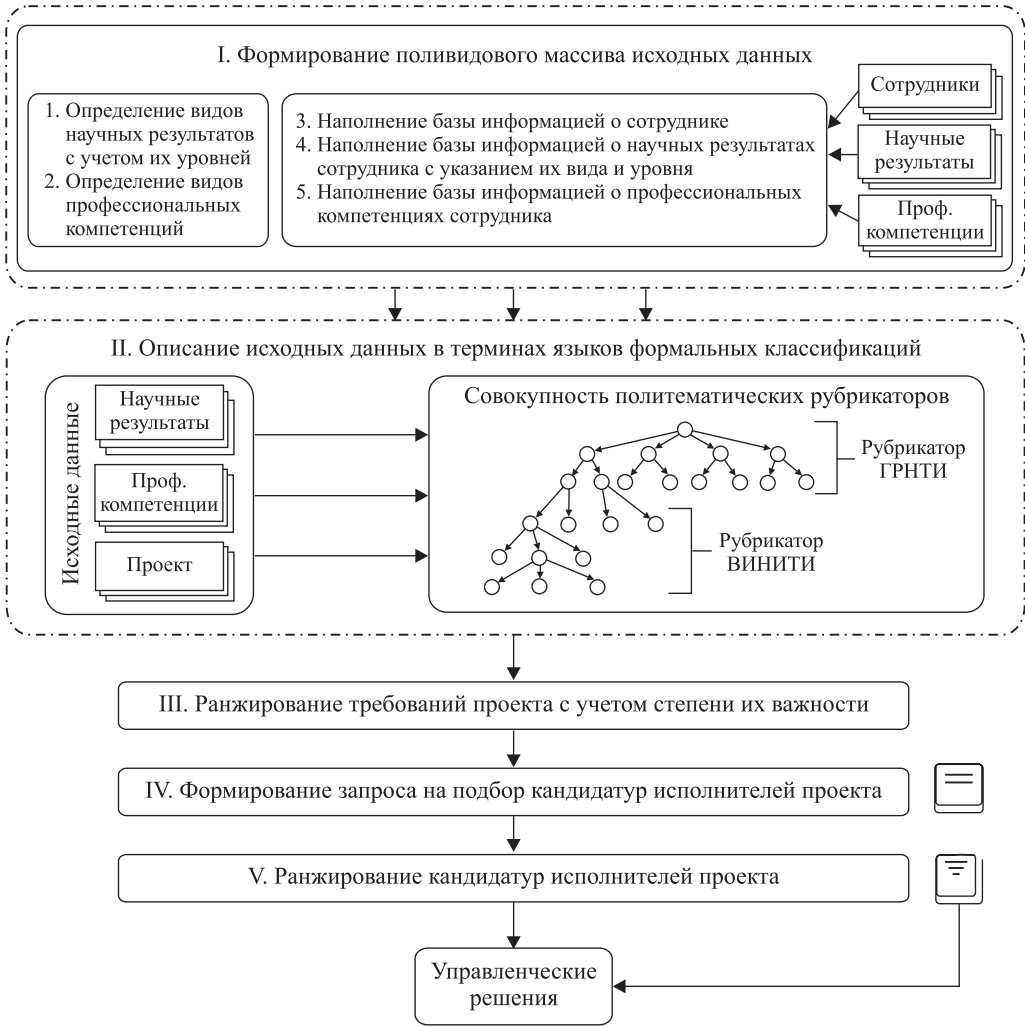 I. Формирование поливидового массива исходных данных
1. Определение видов
научных результатов
с учетом их уровней
2. Определение видов
профессиональных
компетенций
3. Наполнение базы информацией о сотруднике
4. Наполнение базы информацией о научных результатах
сотрудника с указанием их вида и уровня
5. Наполнение базы информацией о профессиональных
компетенциях сотрудника
Сотрудники
Научные
результаты
Проф.
компетенции
II. Описание исходных данных в терминах языков формальных классификаций
Исходные данные
Научные
результаты
Проф.
компетенции
Проект
Совокупность политематических рубрикаторов
Рубрикатор
ГРНТИ
Рубрикатор
ВИНИТИ
III. Ранжирование требований проекта с учетом степени их важности
IV. Формирование запроса на подбор кандидатур исполнителей проекта
V. Ранжирование кандидатур исполнителей проекта
Управленческие
решения